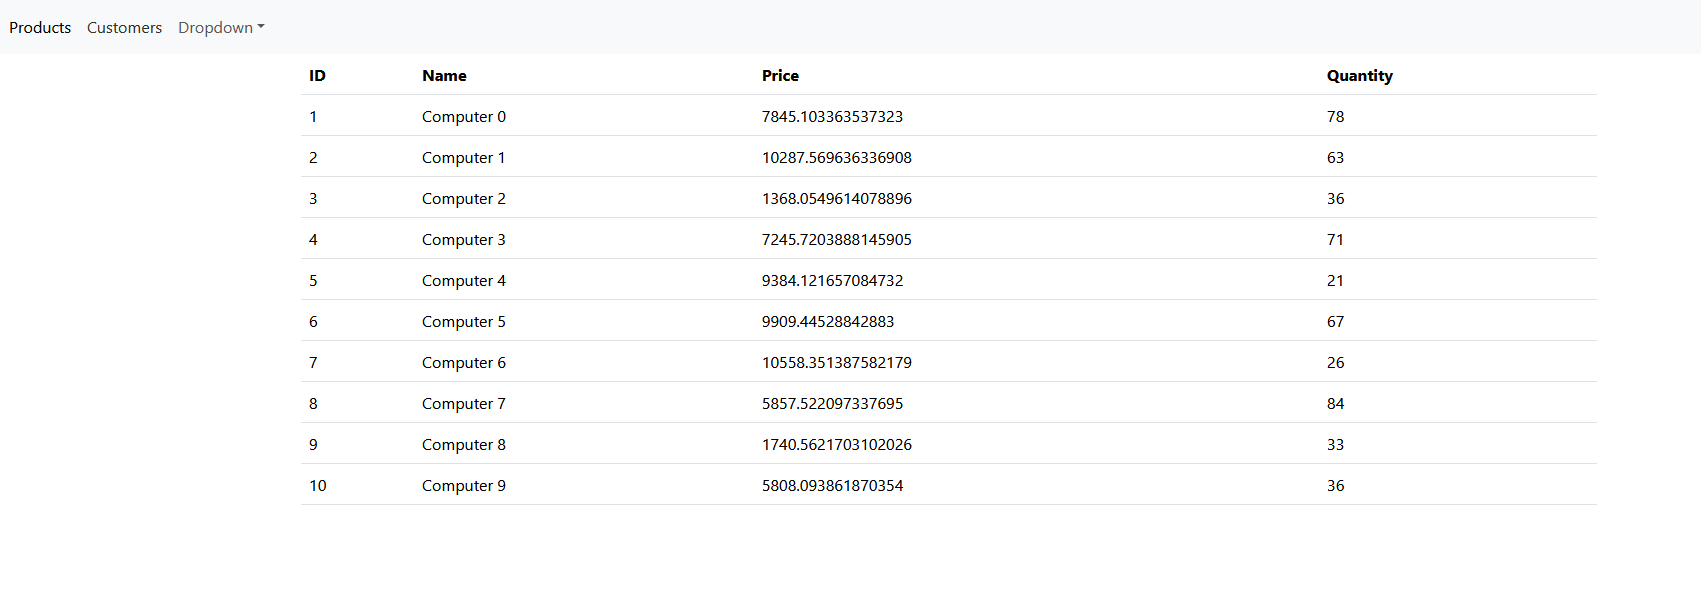 Products Customers Dropdown
ID Name Price Quantity
1 Computer 0 7845.103363537323 78
2 Computer 1 10287.569636336908 63
3 Computer 2 1368.0549614078896 36
4 Computer 3 7245.7203888145905 71
5 Computer 4 9384.121657084732 21
6 Computer 5 9909.44528842883 67
7 Computer 6 10558.351387582179 26
8 Computer 7 5857.522097337695 84
9 Computer 8 1740.5621703102026 33
10 Computer 9 5808.093861870354 36